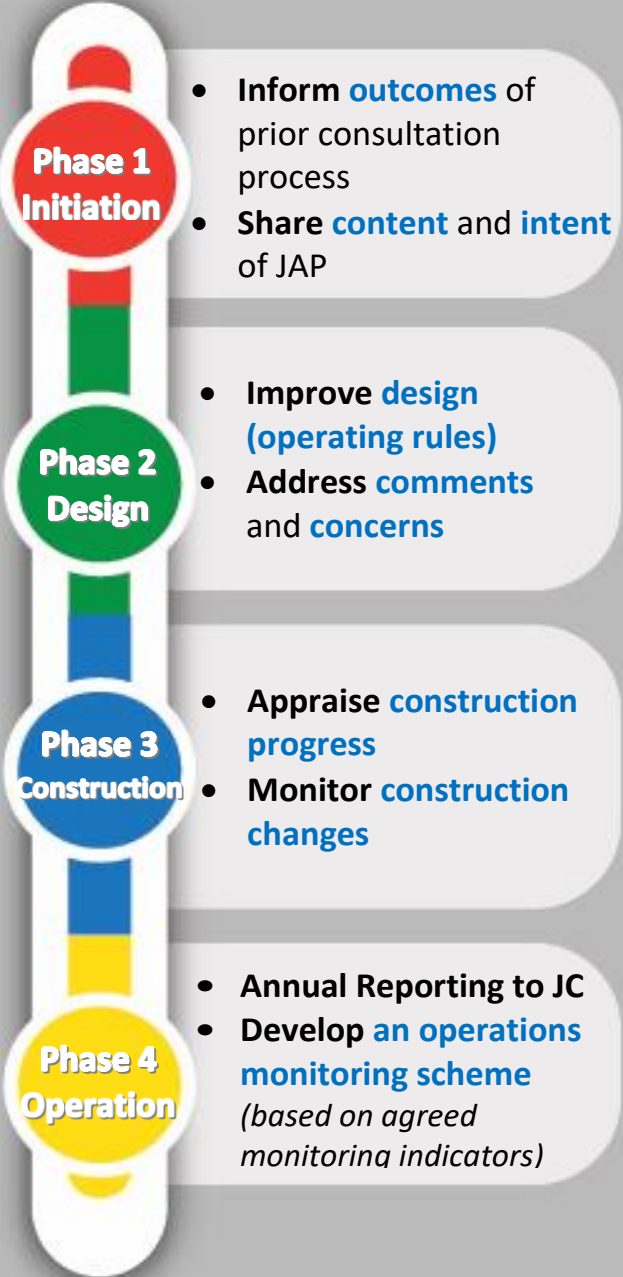 Phase 1
Initiation
• Inform outcomes of
prior consultation
process
• Share content and intent
of JAP
Phase 2
Design
• Improve design
(operating rules)
• Address comments
and concerns
Phase 3
Construction
• Appraise construction
progress
• Monitor construction
changes
Phase 4
Operation
• Annual Reporting to JC
• Develop an operations
monitoring scheme
(based on agreed
monitoring indicators)